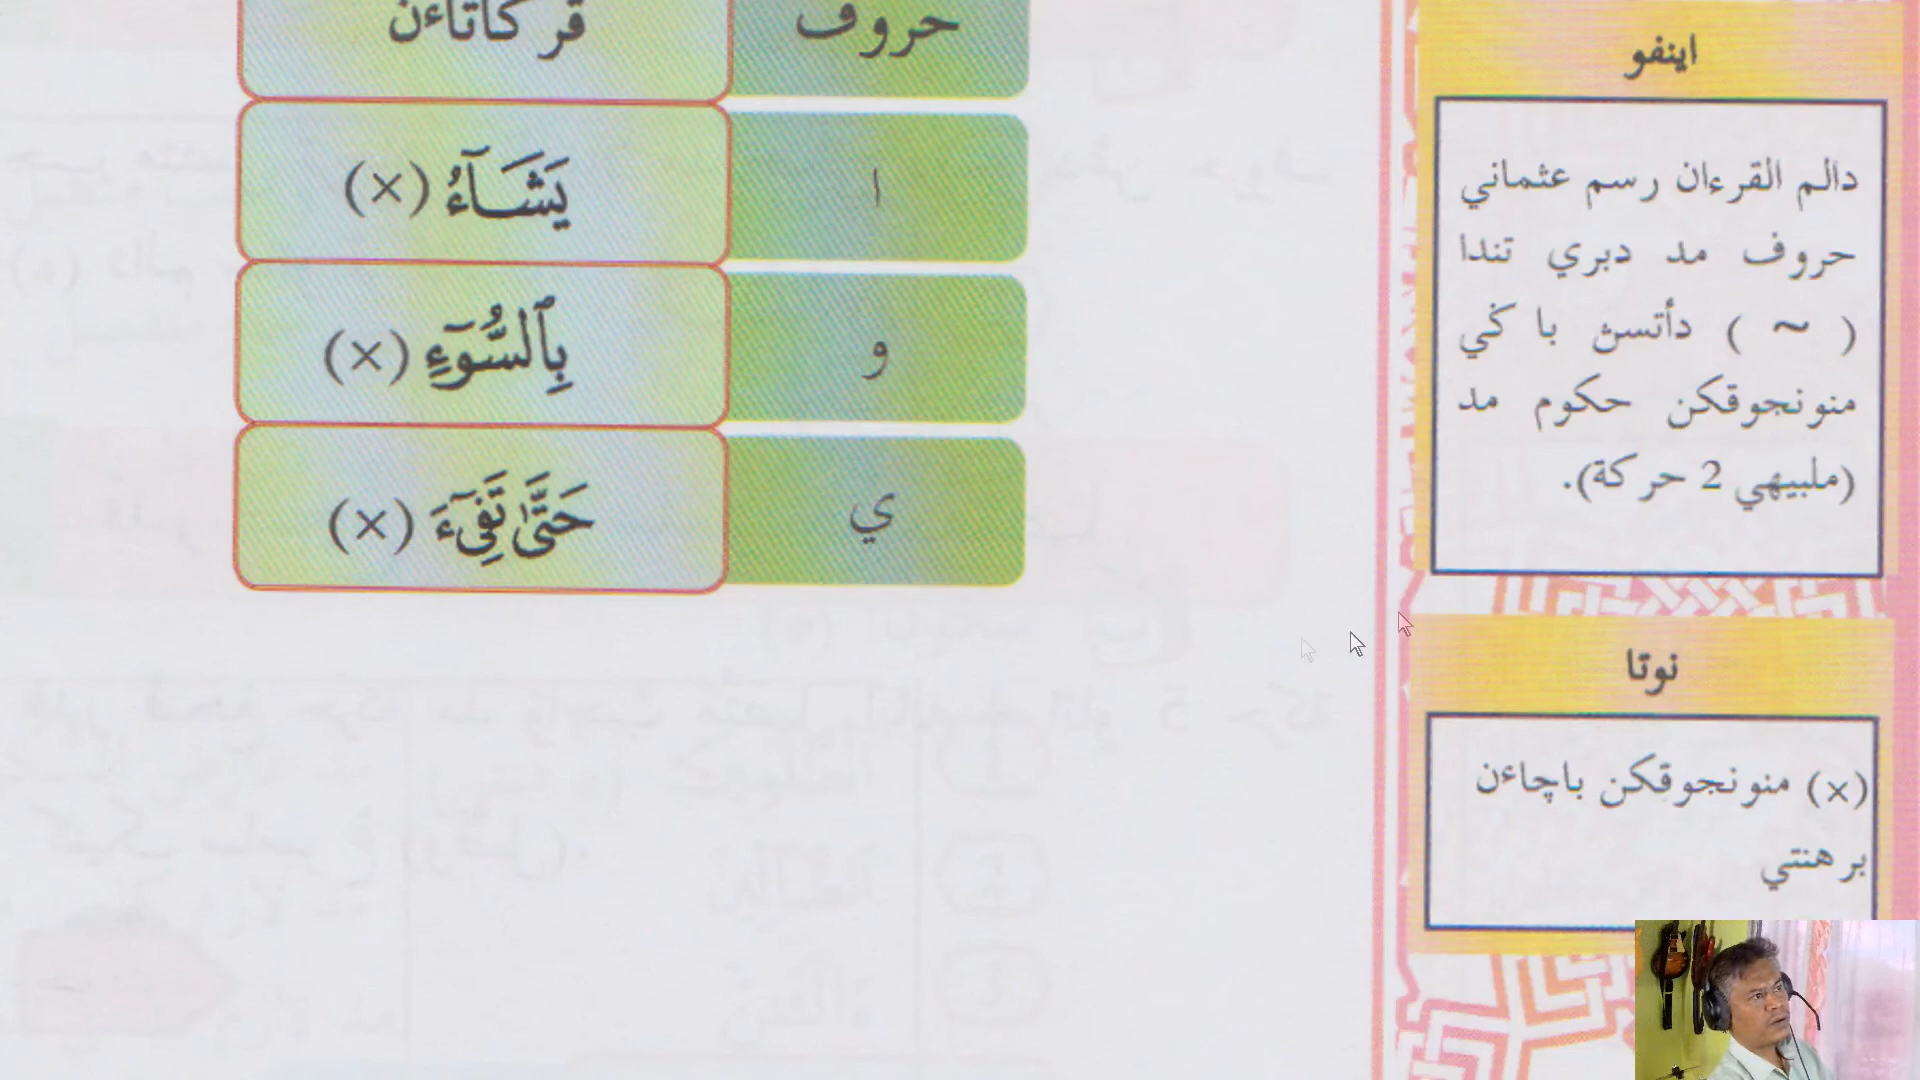 حروف
ڤرکاتاءن
ا
يَشَآءُ (×)
و
بِٱلسُّوٓءِ (×)
ي
حَتَّىٰ تَفِىٓءَ (×)
اينفو
دالم القرءان رسم عثماني
حروف مد دبري تندا
( ~ ) دأتسڽ باݢي
منونجوقكن حكوم مد
(ملبيهي 2 حركة).
نوتا
(×) منونجوقكن باچاءن
برهنتي